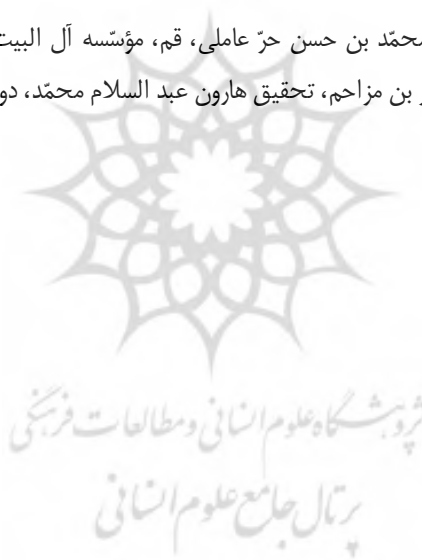 محمّد بن حسن حرّ عاملی، قم، مؤسّسه آل البیت
ر بن مزاحم، تحقیق هارون عبد السلام محمّد، دو
پژوهشگاه علوم انسانی و مطالعات فرهنگی
پرتال جامع علوم انسانی